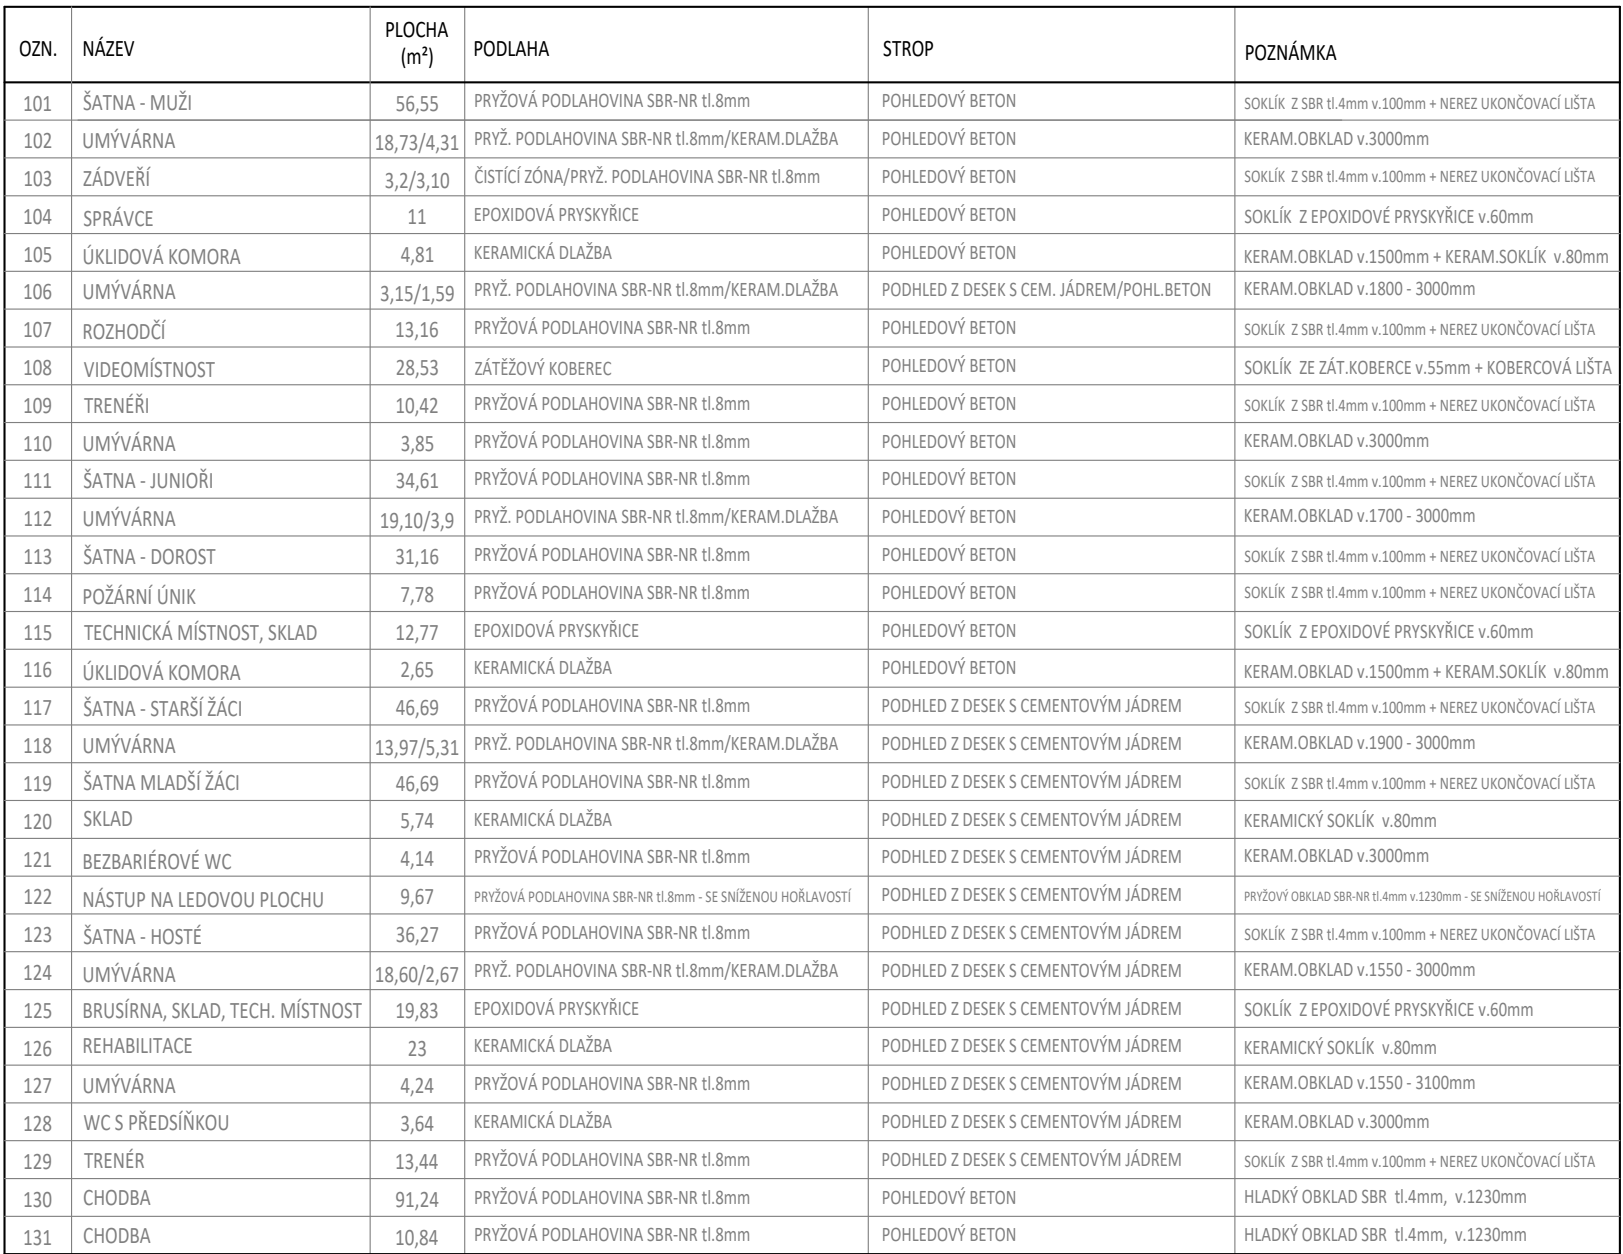 OZN. NÁZEV PLOCHA (m²) PODLAHA STROP POZNÁMKA
101 ŠATNA - MUŽI 56,55 PRYŽOVÁ PODLAHOVINA SBR-NR tl.8mm POHLEDOVÝ BETON SOKLÍK Z SBR tl.4mm v.100mm + NEREZ UKONČOVACÍ LIŠTA
102 UMÝVÁRNA 18,73/4,31 PRYŽ. PODLAHOVINA SBR-NR tl.8mm/KERAM.DLAŽBA POHLEDOVÝ BETON KERAM.OBKLAD v.3000mm
103 ZÁDVEŘÍ 3,2/3,10 ČISTÍCÍ ZÓNA/PRYŽ. PODLAHOVINA SBR-NR tl.8mm POHLEDOVÝ BETON SOKLÍK Z SBR tl.4mm v.100mm + NEREZ UKONČOVACÍ LIŠTA
104 SPRÁVCE 11 EPOXIDOVÁ PRYSKYŘICE POHLEDOVÝ BETON SOKLÍK Z EPOXIDOVÉ PRYSKYŘICE v.60mm
105 ÚKLIDOVÁ KOMORA 4,81 KERAMICKÁ DLAŽBA POHLEDOVÝ BETON KERAM.OBKLAD v.1500mm + KERAM.SOKLÍK v.80mm
106 UMÝVÁRNA 3,15/1,59 PRYŽ. PODLAHOVINA SBR-NR tl.8mm/KERAM.DLAŽBA PODHLED Z DESEK S CEM. JÁDREM/POHL.BETON KERAM.OBKLAD v.1800 - 3000mm
107 ROZHODČÍ 13,16 PRYŽOVÁ PODLAHOVINA SBR-NR tl.8mm POHLEDOVÝ BETON SOKLÍK Z SBR tl.4mm v.100mm + NEREZ UKONČOVACÍ LIŠTA
108 VIDEOMÍSTNOST 28,53 ZÁTĚŽOVÝ KOBEREC POHLEDOVÝ BETON SOKLÍK ZE ZÁT.KOBERCE v.55mm + KOBERCOVÁ LIŠTA
109 TRENÉŘI 10,42 PRYŽOVÁ PODLAHOVINA SBR-NR tl.8mm POHLEDOVÝ BETON SOKLÍK Z SBR tl.4mm v.100mm + NEREZ UKONČOVACÍ LIŠTA
110 UMÝVÁRNA 3,85 PRYŽOVÁ PODLAHOVINA SBR-NR tl.8mm POHLEDOVÝ BETON KERAM.OBKLAD v.3000mm
111 ŠATNA - JUNIOŘI 34,61 PRYŽOVÁ PODLAHOVINA SBR-NR tl.8mm POHLEDOVÝ BETON SOKLÍK Z SBR tl.4mm v.100mm + NEREZ UKONČOVACÍ LIŠTA
112 UMÝVÁRNA 19,10/3,9 PRYŽ. PODLAHOVINA SBR-NR tl.8mm/KERAM.DLAŽBA POHLEDOVÝ BETON KERAM.OBKLAD v.1700 - 3000mm
113 ŠATNA - DOROST 31,16 PRYŽOVÁ PODLAHOVINA SBR-NR tl.8mm POHLEDOVÝ BETON SOKLÍK Z SBR tl.4mm v.100mm + NEREZ UKONČOVACÍ LIŠTA
114 POŽÁRNÍ ÚNIK 7,78 PRYŽOVÁ PODLAHOVINA SBR-NR tl.8mm POHLEDOVÝ BETON SOKLÍK Z SBR tl.4mm v.100mm + NEREZ UKONČOVACÍ LIŠTA
115 TECHNICKÁ MÍSTNOST, SKLAD 12,77 EPOXIDOVÁ PRYSKYŘICE POHLEDOVÝ BETON SOKLÍK Z EPOXIDOVÉ PRYSKYŘICE v.60mm
116 ÚKLIDOVÁ KOMORA 2,65 KERAMICKÁ DLAŽBA POHLEDOVÝ BETON KERAM.OBKLAD v.1500mm + KERAM.SOKLÍK v.80mm
117 ŠATNA - STARŠÍ ŽÁCI 46,69 PRYŽOVÁ PODLAHOVINA SBR-NR tl.8mm PODHLED Z DESEK S CEMENTOVÝM JÁDREM SOKLÍK Z SBR tl.4mm v.100mm + NEREZ UKONČOVACÍ LIŠTA
118 UMÝVÁRNA 13,97/5,31 PRYŽ. PODLAHOVINA SBR-NR tl.8mm/KERAM.DLAŽBA PODHLED Z DESEK S CEMENTOVÝM JÁDREM KERAM.OBKLAD v.1900 - 3000mm
119 ŠATNA MLADŠÍ ŽÁCI 46,69 PRYŽOVÁ PODLAHOVINA SBR-NR tl.8mm PODHLED Z DESEK S CEMENTOVÝM JÁDREM SOKLÍK Z SBR tl.4mm v.100mm + NEREZ UKONČOVACÍ LIŠTA
120 SKLAD 5,74 KERAMICKÁ DLAŽBA PODHLED Z DESEK S CEMENTOVÝM JÁDREM KERAMICKÝ SOKLÍK v.80mm
121 BEZBARIÉROVÉ WC 4,14 PRYŽOVÁ PODLAHOVINA SBR-NR tl.8mm PODHLED Z DESEK S CEMENTOVÝM JÁDREM KERAM.OBKLAD v.3000mm
122 NÁSTUP NA LEDOVOU PLOCHU 9,67 PRYŽOVÁ PODLAHOVINA SBR-NR tl.8mm - SE SNÍŽENOU HOŘLAVOSTÍ PODHLED Z DESEK S CEMENTOVÝM JÁDREM PRYŽOVÝ OBKLAD SBR-NR tl.4mm v.1230mm - SE SNÍŽENOU HOŘLAVOSTÍ
123 ŠATNA - HOSTÉ 36,27 PRYŽOVÁ PODLAHOVINA SBR-NR tl.8mm PODHLED Z DESEK S CEMENTOVÝM JÁDREM SOKLÍK Z SBR tl.4mm v.100mm + NEREZ UKONČOVACÍ LIŠTA
124 UMÝVÁRNA 18,60/2,67 PRYŽ. PODLAHOVINA SBR-NR tl.8mm/KERAM.DLAŽBA PODHLED Z DESEK S CEMENTOVÝM JÁDREM KERAM.OBKLAD v.1550 - 3000mm
125 BRUSÍRNA, SKLAD, TECH. MÍSTNOST 19,83 EPOXIDOVÁ PRYSKYŘICE PODHLED Z DESEK S CEMENTOVÝM JÁDREM SOKLÍK Z EPOXIDOVÉ PRYSKYŘICE v.60mm
126 REHABILITACE 23 KERAMICKÁ DLAŽBA PODHLED Z DESEK S CEMENTOVÝM JÁDREM KERAMICKÝ SOKLÍK v.80mm
127 UMÝVÁRNA 4,24 PRYŽOVÁ PODLAHOVINA SBR-NR tl.8mm PODHLED Z DESEK S CEMENTOVÝM JÁDREM KERAM.OBKLAD v.1550 - 3100mm
128 WC S PŘEDSÍŇKOU 3,64 KERAMICKÁ DLAŽBA PODHLED Z DESEK S CEMENTOVÝM JÁDREM KERAM.OBKLAD v.3000mm
129 TRENÉR 13,44 PRYŽOVÁ PODLAHOVINA SBR-NR tl.8mm PODHLED Z DESEK S CEMENTOVÝM JÁDREM SOKLÍK Z SBR tl.4mm v.100mm + NEREZ UKONČOVACÍ LIŠTA
130 CHODBA 91,24 PRYŽOVÁ PODLAHOVINA SBR-NR tl.8mm POHLEDOVÝ BETON HLADKÝ OBKLAD SBR tl.4mm, v.1230mm
131 CHODBA 10,84 PRYŽOVÁ PODLAHOVINA SBR-NR tl.8mm POHLEDOVÝ BETON HLADKÝ OBKLAD SBR tl.4mm, v.1230mm